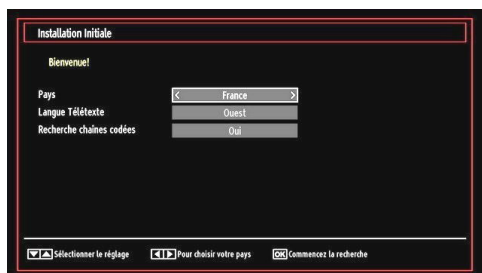 Installation Initiale
Bienvenue!
Pays < France >
Langue Télétexte Ouest
Recherche chaînes codées Oui
Sélectionner le réglage Pour choisir votre pays OK Commencez la recherche